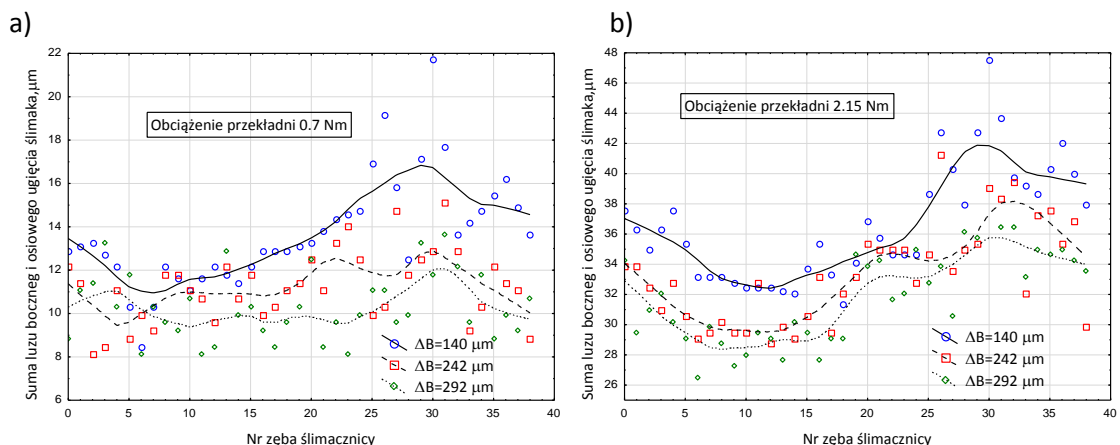 a)
Suma luzu bocznego i osiowego ugięcia ślimaka,µm
22
20
18
16
14
12
10
8
6
0
5
10
15
20
25
30
35
40
Obciążenie przekładni 0.7 Nm
ΔB=140 µm
ΔB=242 µm
ΔB=292 µm
Nr zęba ślimacznicy
b)
Suma luzu boczneg i osiowego ugięcia ślimaka,µm
48
46
44
42
40
38
36
34
32
30
28
26
0
5
10
15
20
25
30
35
40
Obciążenie przekładni 2.15 Nm
ΔB=140 µm
ΔB=242 µm
ΔB=292 µm
Nr zęba ślimacznicy